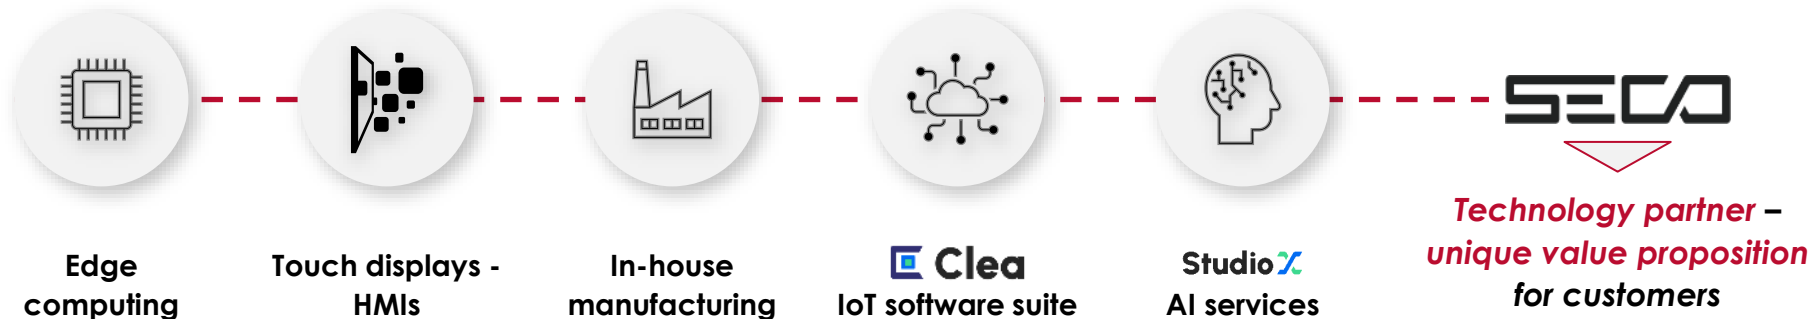 SECO
Technology partner –
unique value proposition
for customers
Edge
computing
Touch displays -
HMIs
In-house
manufacturing
Clea
IoT software suite
StudioX
AI services